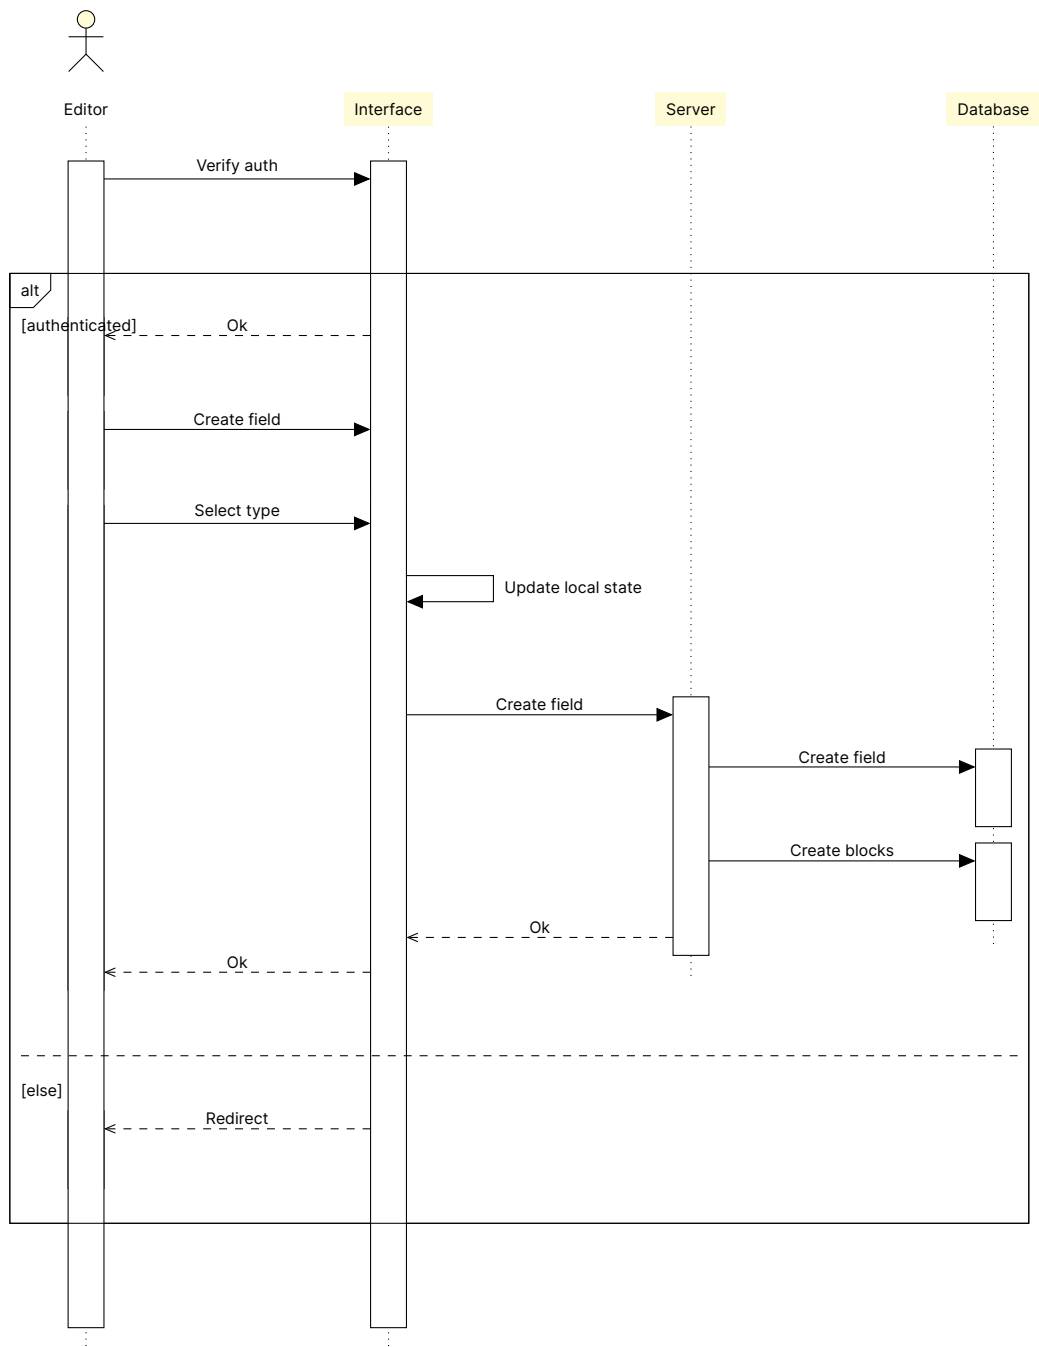 Editor
Interface
Server
Database
Verify auth
alt
[authenticated]
Ok
Create field
Select type
Update local state
Create field
Create field
Create blocks
Ok
Ok
[else]
Redirect